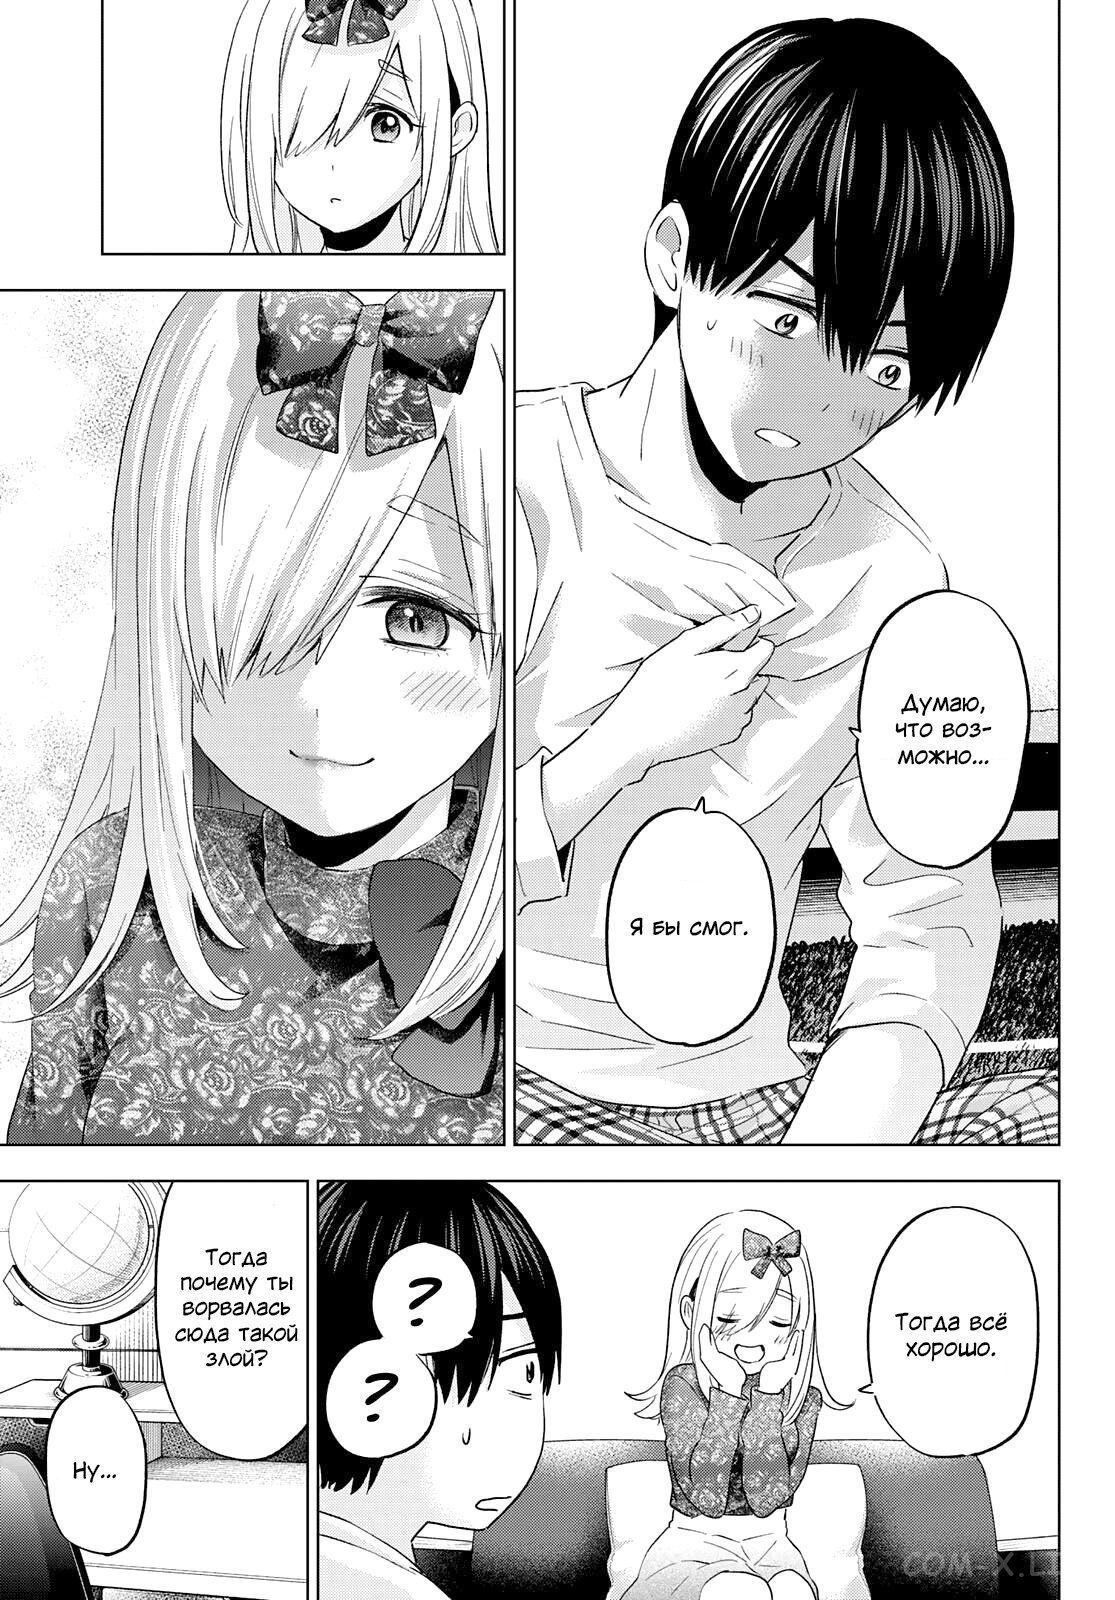 Думаю,
что воз-
можно...
Я бы смог.
Тогда всё
хорошо.
?
?
Тогда
почему ты
ворвалась
сюда такой
злой?
Ну...
COM-X.LI